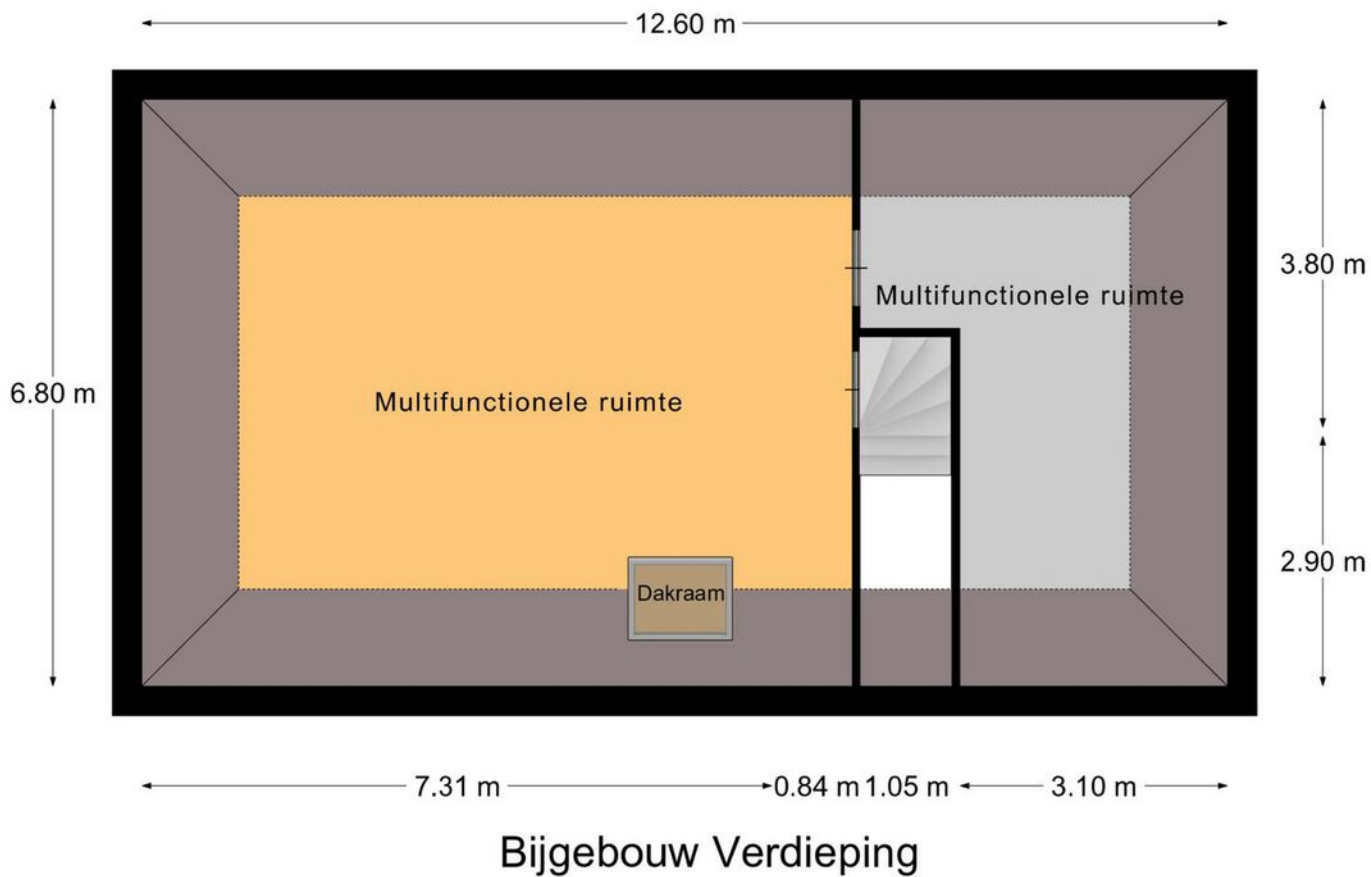 12.60 m
3.80 m
Multifunctionele ruimte
6.80 m
Multifunctionele ruimte
2.90 m
Dakraam
7.31 m
0.84 m
1.05 m
3.10 m
Bijgebouw Verdieping